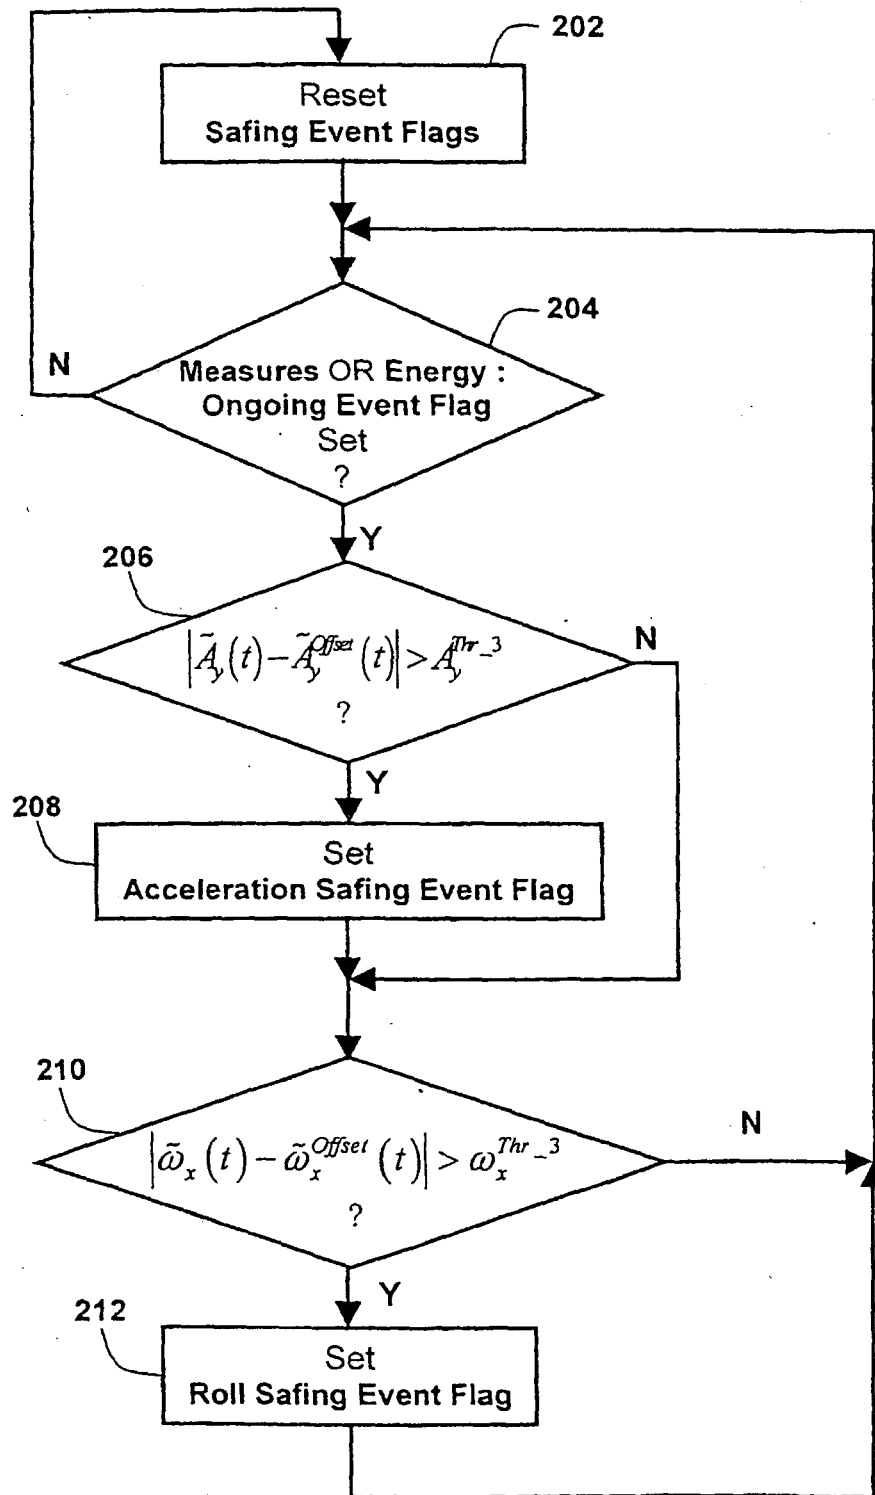 202
Reset
Safing Event Flags
204
N
Measures OR Energy :
Ongoing Event Flag
Set
?
Y
206
N
|Ã_y(t) – Ã_y^Offset(t)| > A_y^Thr_3
?
Y
208
Set
Acceleration Safing Event Flag
210
N
|ω̃_x(t) – ω̃_x^Offset(t)| > ω_x^Thr_3
?
Y
212
Set
Roll Safing Event Flag